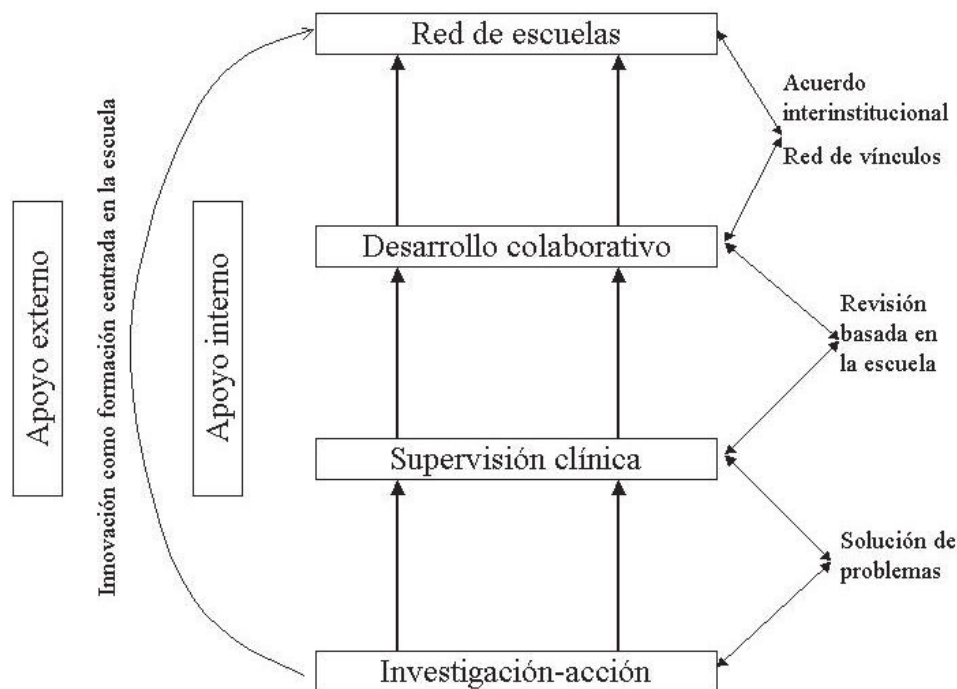 Red de escuelas
Acuerdo
interinstitucional
Red de vínculos
Innovación como formación centrada en la escuela
Apoyo externo
Apoyo interno
Desarrollo colaborativo
Revisión
basada en
la escuela
Supervisión clínica
Solución de
problemas
Investigación-acción